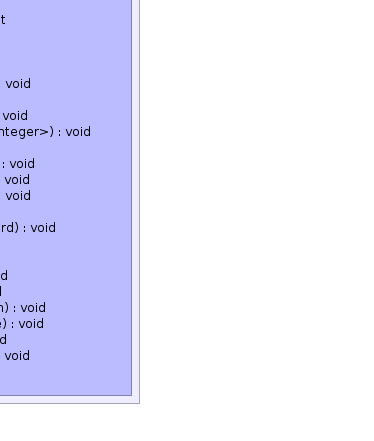 t
void
void
nteger>) : void
: void
void
void
rd) : void
d
n) : void
e) : void
d
void